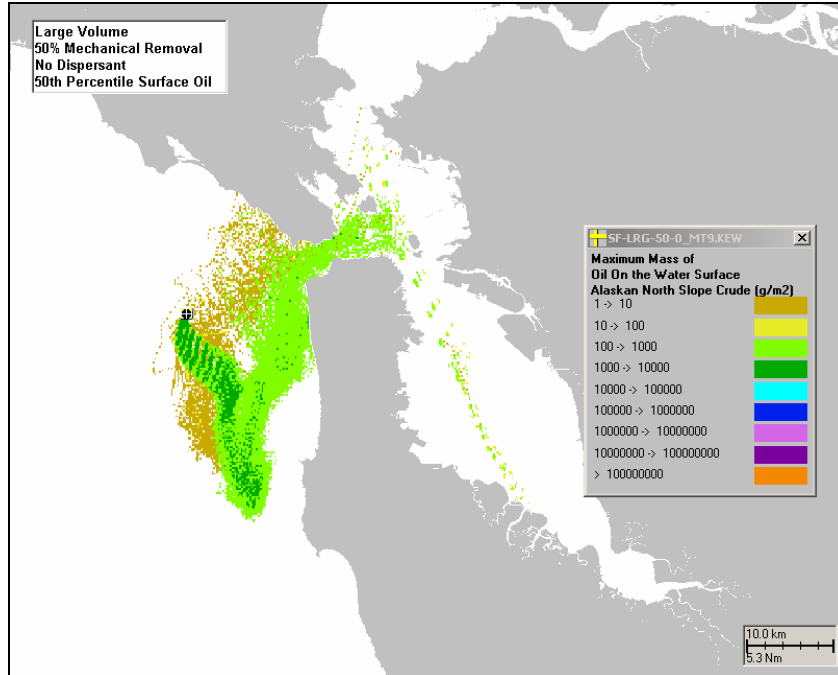 Large Volume
50% Mechanical Removal
No Dispersant
50th Percentile Surface Oil
SF-LRG-50-0_MT9.KEW
Maximum Mass of
Oil On the Water Surface
Alaskan North Slope Crude (g/m2)
1 -> 10
10 -> 100
100 -> 1000
1000 -> 10000
10000 -> 100000
100000 -> 1000000
1000000 -> 10000000
10000000 -> 100000000
> 100000000
10.0 km
5.3 Nm